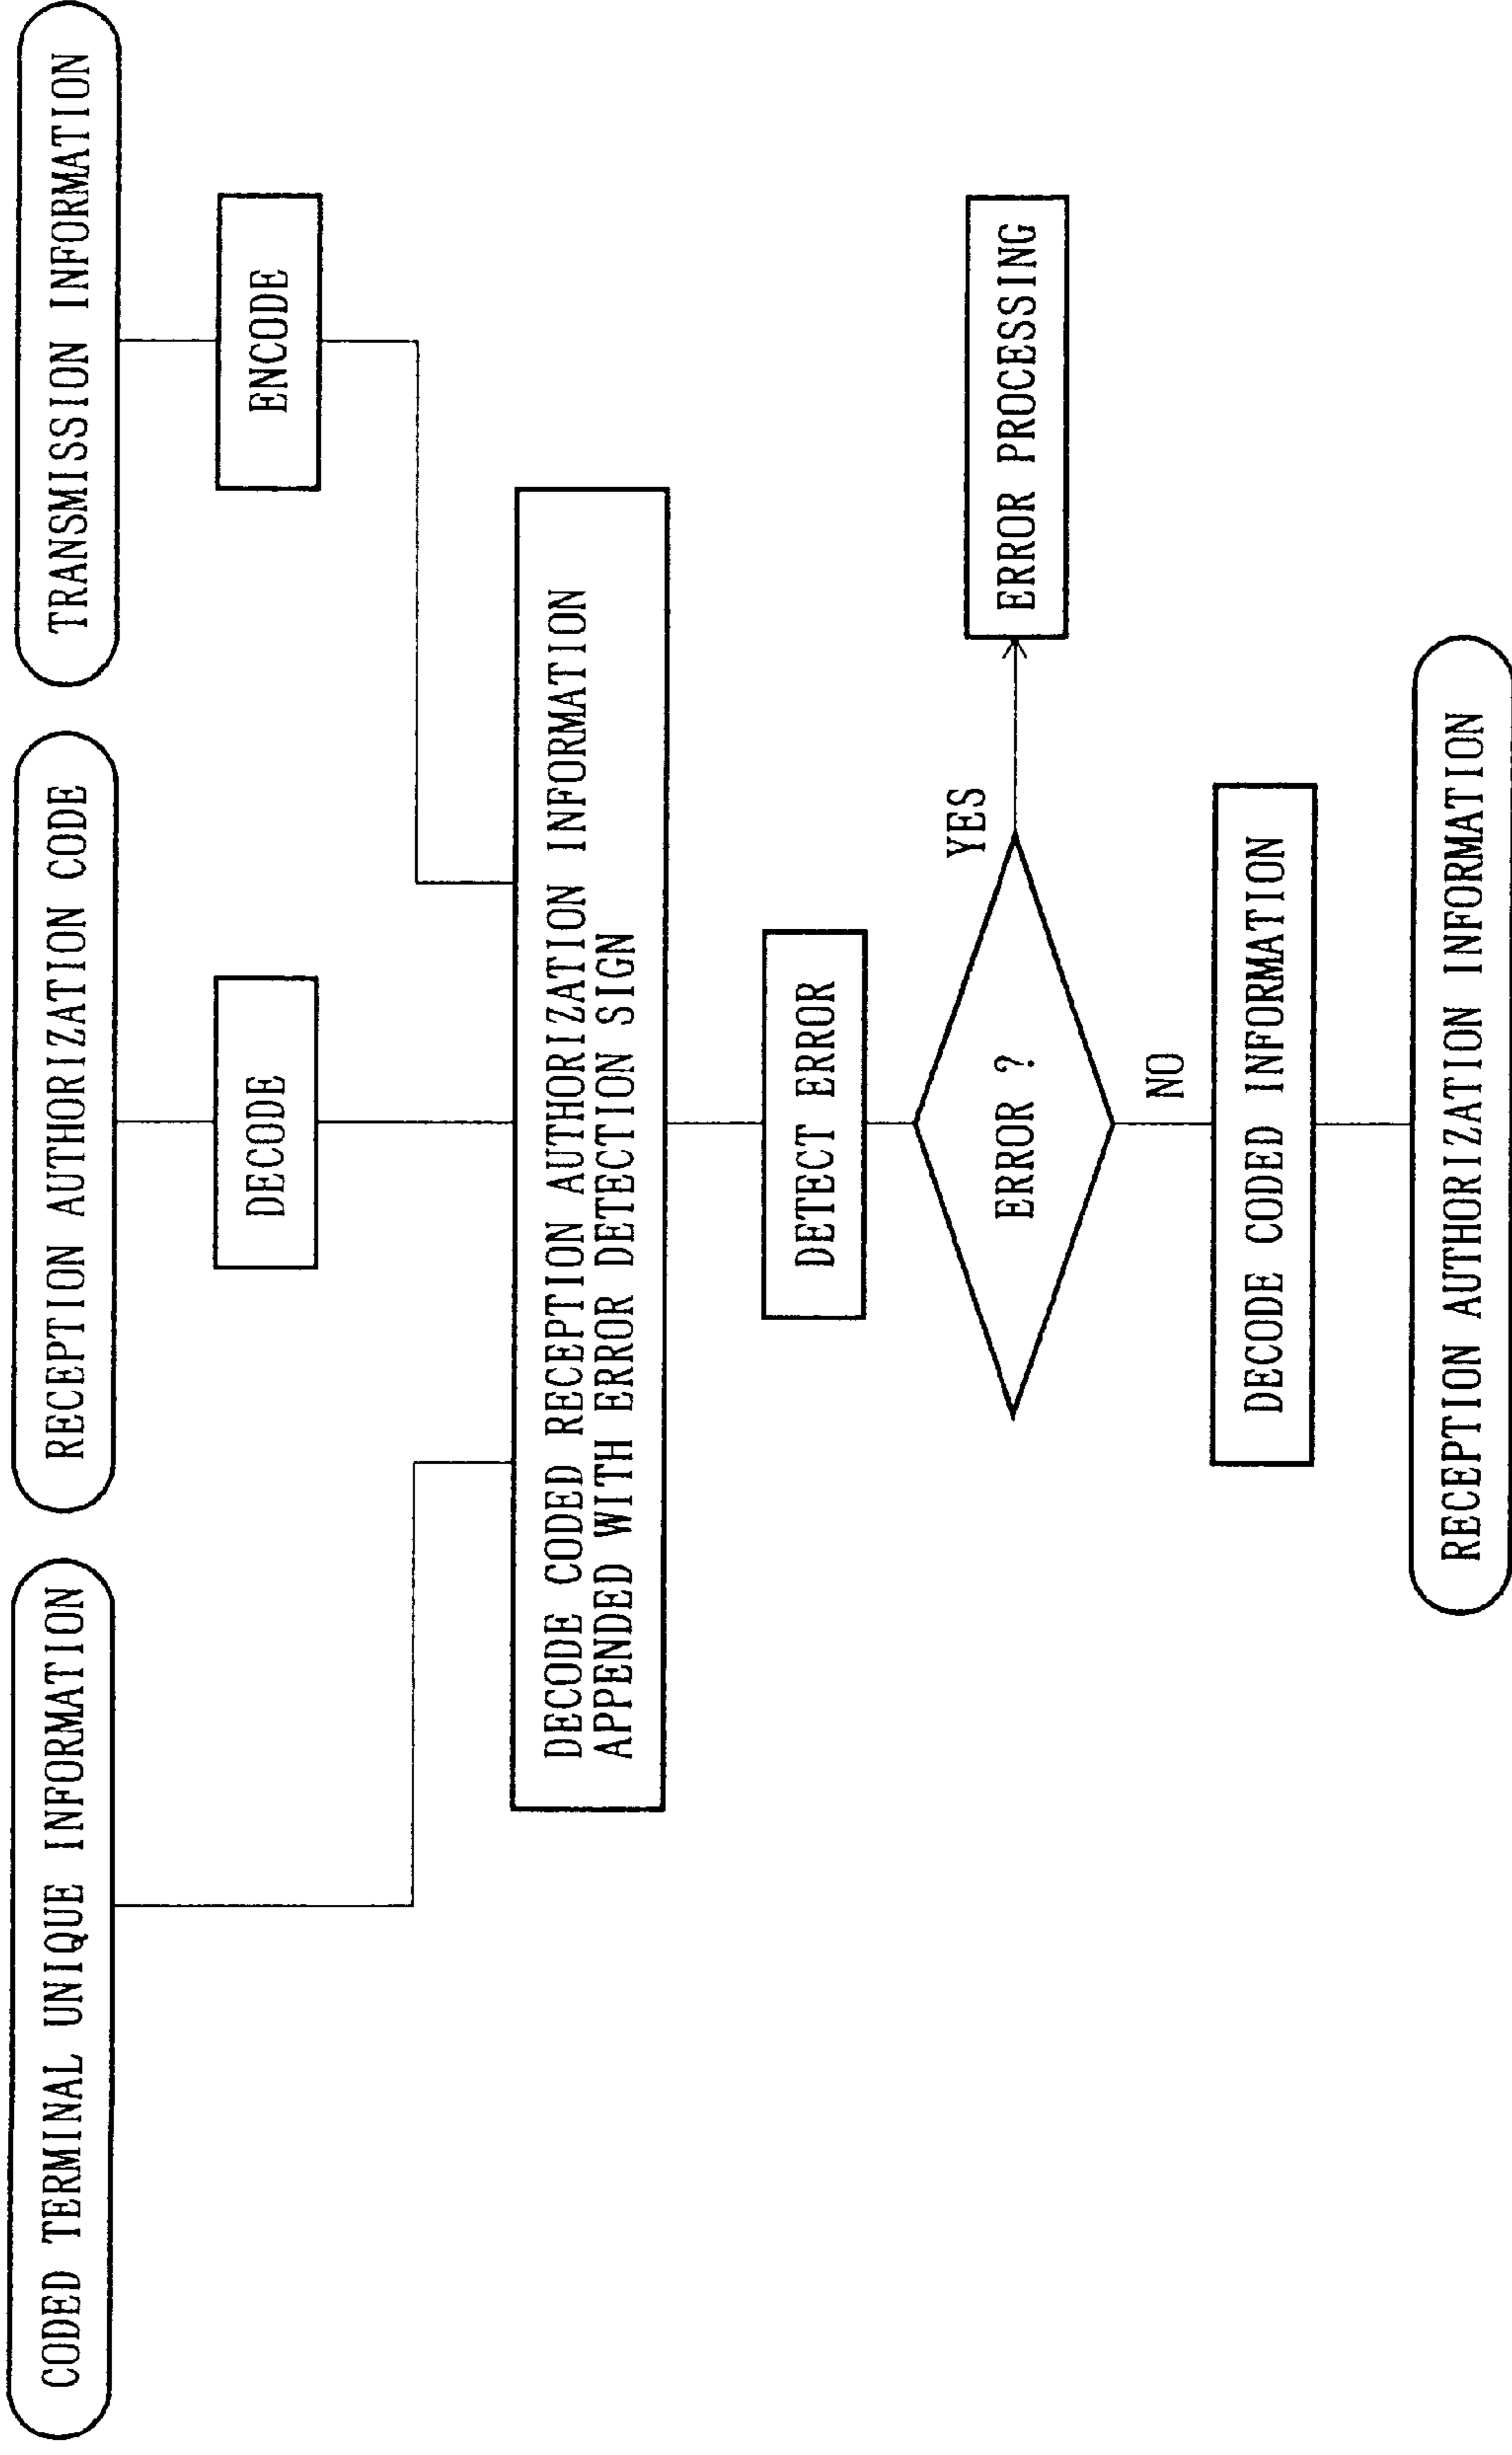 CODED TERMINAL UNIQUE INFORMATION
RECEPTION AUTHORIZATION CODE
TRANSMISSION INFORMATION
DECODE
ENCODE
DECODE CODED RECEPTION AUTHORIZATION INFORMATION
APPENDED WITH ERROR DETECTION SIGN
DETECT ERROR
ERROR ?
YES
ERROR PROCESSING
NO
DECODE CODED INFORMATION
RECEPTION AUTHORIZATION INFORMATION